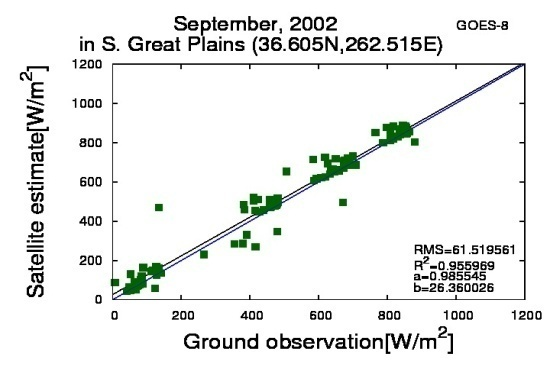 September, 2002
GOES-8
in S. Great Plains (36.605N,262.515E)
Satellite estimate[W/m²]
1200
1000
800
600
400
200
0
RMS=61.519561
R²=0.955969
a=0.985545
b=26.360026
0 200 400 600 800 1000 1200
Ground observation[W/m²]